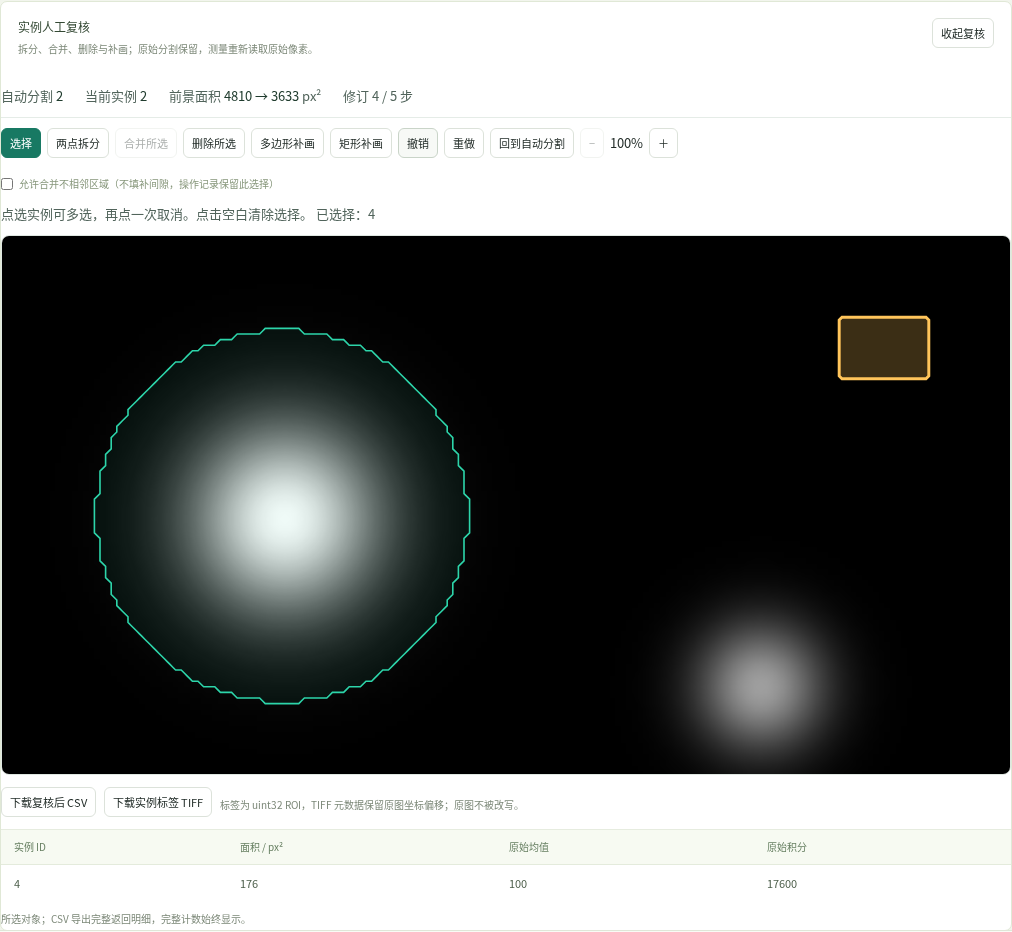 实例人工复核
拆分、合并、删除与补画；原始分割保留，测量重新读取原始像素。
收起复核
自动分割 2 当前实例 2 前景面积 4810 → 3633 px² 修订 4 / 5 步
选择 两点拆分 合并所选 删除所选 多边形补画 矩形补画 撤销 重做 回到自动分割 − 100% +
允许合并不相邻区域（不填补间隙，操作记录保留此选择）
点选实例可多选，再点一次取消。点击空白清除选择。 已选择：4
下载复核后 CSV 下载实例标签 TIFF 标签为 uint32 ROI，TIFF 元数据保留原图坐标偏移；原图不被改写。
实例 ID 面积 / px² 原始均值 原始积分
4 176 100 17600
所选对象；CSV 导出完整返回明细，完整计数始终显示。